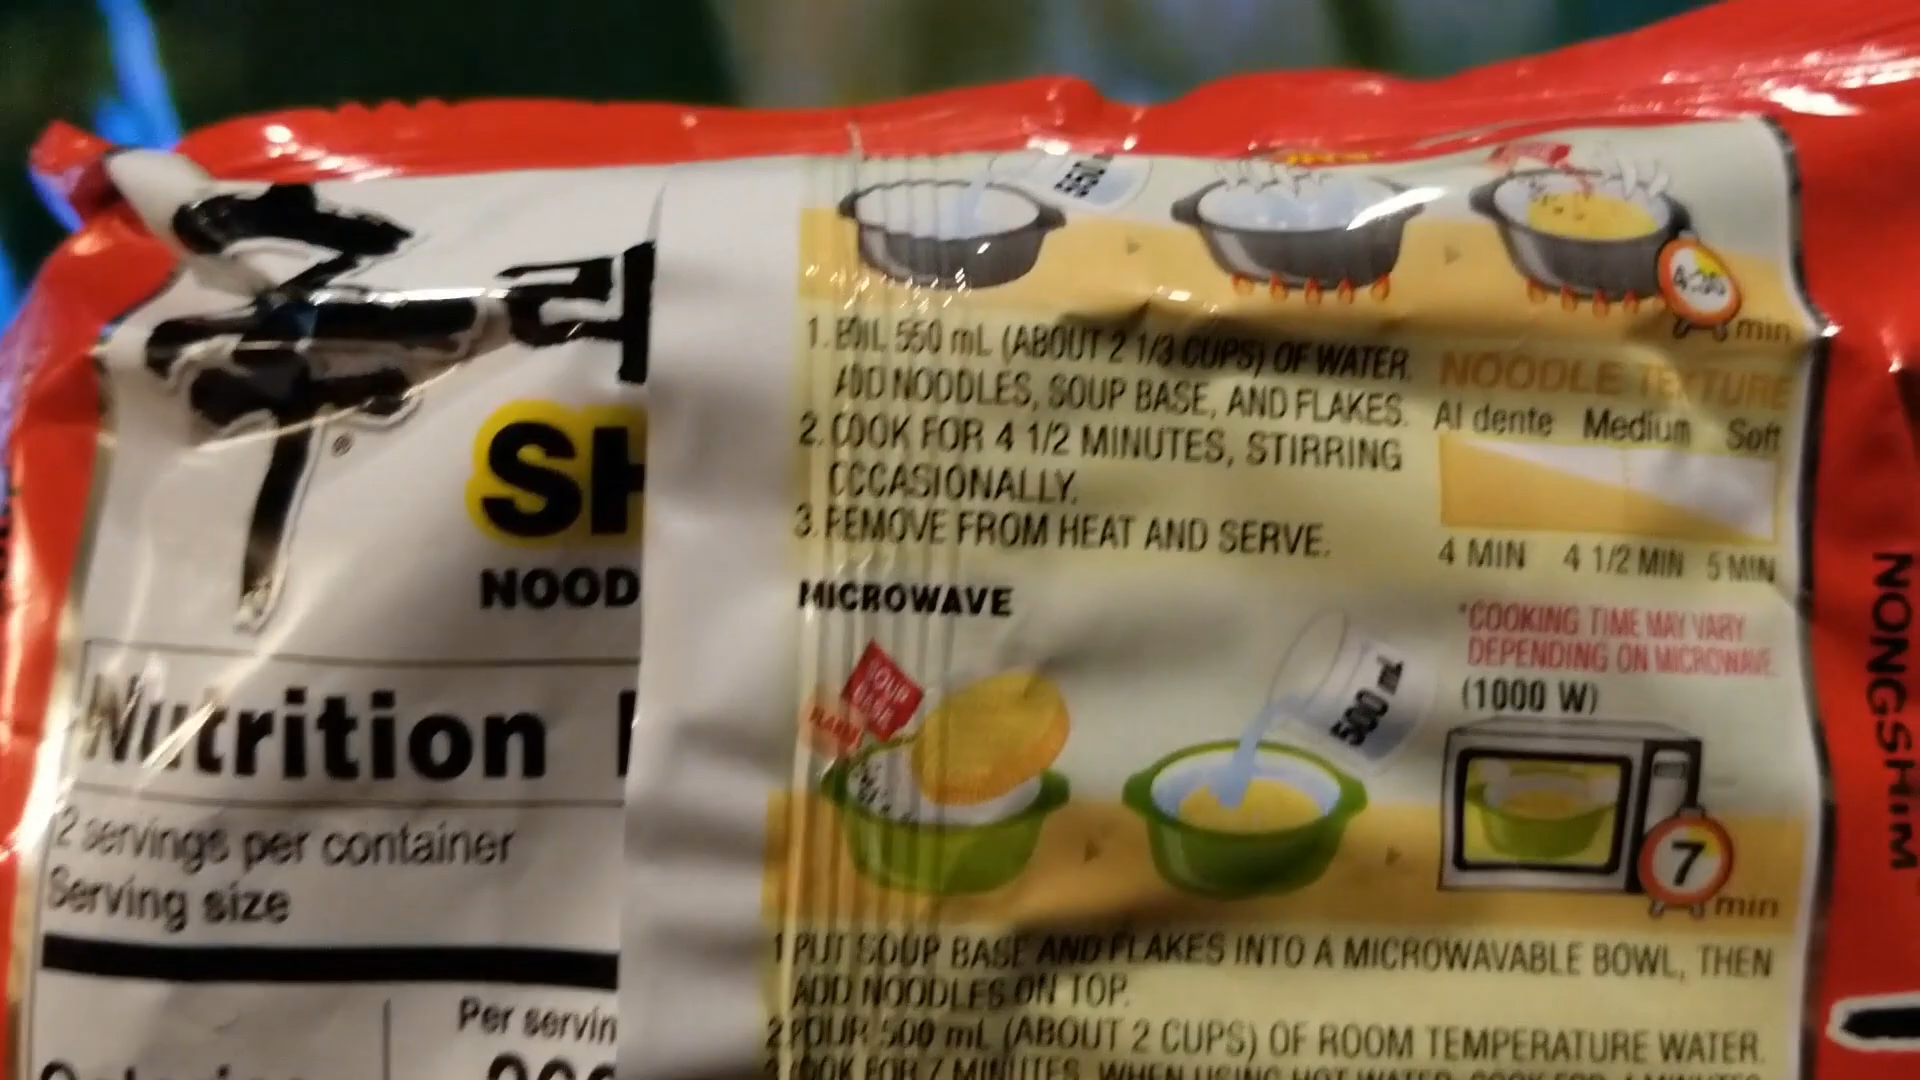 SH
NOOD
Nutrition
2 servings per container
Serving size
Per servin
550
4:30
min
1. BOIL 550 mL (ABOUT 2 1/3 CUPS) OF WATER.
ADD NOODLES, SOUP BASE, AND FLAKES.
2. COOK FOR 4 1/2 MINUTES, STIRRING
OCCASIONALLY.
3. REMOVE FROM HEAT AND SERVE.
NOODLE TEXTURE
Al dente Medium Soft
4 MIN 4 1/2 MIN 5 MIN
MICROWAVE
*COOKING TIME MAY VARY
DEPENDING ON MICROWAVE.
(1000 W)
SOUP
500 mL
7
min
1 PUT SOUP BASE AND FLAKES INTO A MICROWAVABLE BOWL, THEN
ADD NOODLES ON TOP.
2 POUR 500 mL (ABOUT 2 CUPS) OF ROOM TEMPERATURE WATER.
COOK FOR 7 MINUTES. WHEN USING HOT WATER, COOK FOR
NONGSHIM